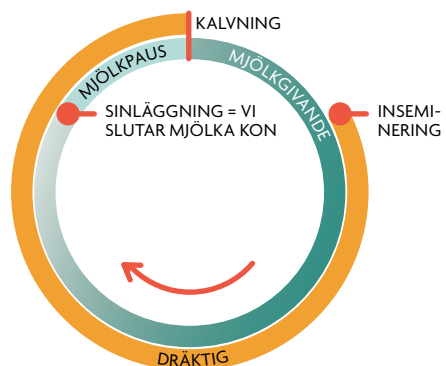 KALVNING
MJÖLKPAUS
MJÖLKGIVANDE
SINLÄGGNING = VI
SLUTAR MJÖLKA KON
INSEMI-
NERING
DRÄKTIG